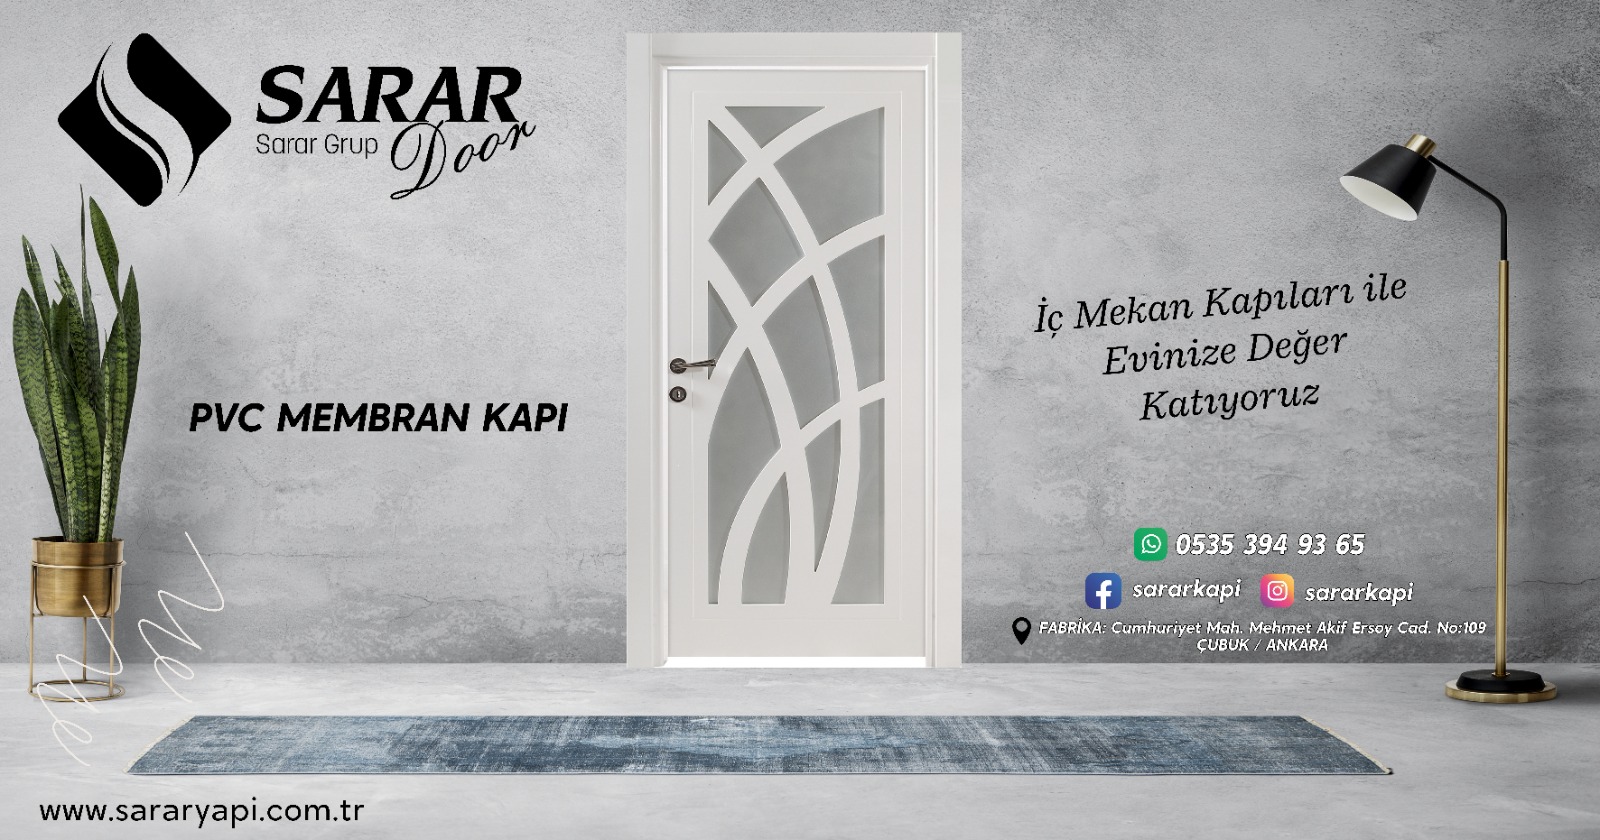 SARAR
Sarar Grup Door
PVC MEMBRAN KAPI
İç Mekan Kapıları ile
Evinize Değer
Katıyoruz
0535 394 93 65
sararkapi sararkapi
FABRİKA: Cumhuriyet Mah. Mehmet Akif Ersoy Cad. No:109
ÇUBUK / ANKARA
www.sararyapi.com.tr